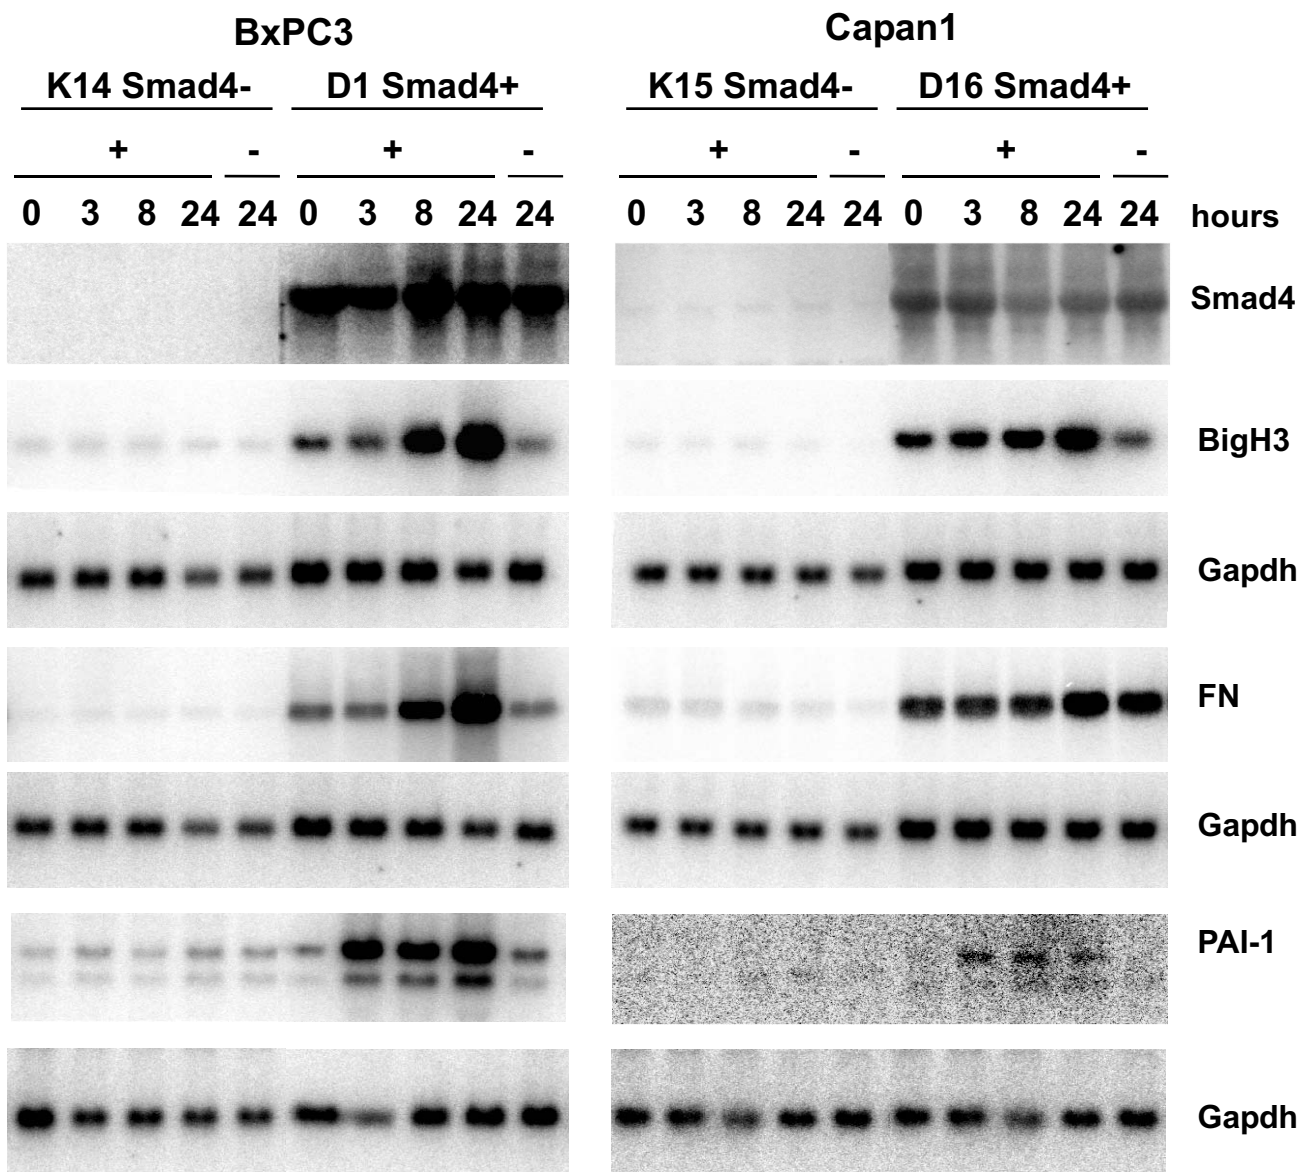 BxPC3 Capan1
K14 Smad4- D1 Smad4+ K15 Smad4- D16 Smad4+
+ - + - + - + -
0 3 8 24 24 0 3 8 24 24 0 3 8 24 24 0 3 8 24 24 hours
Smad4
BigH3
Gapdh
FN
Gapdh
PAI-1
Gapdh